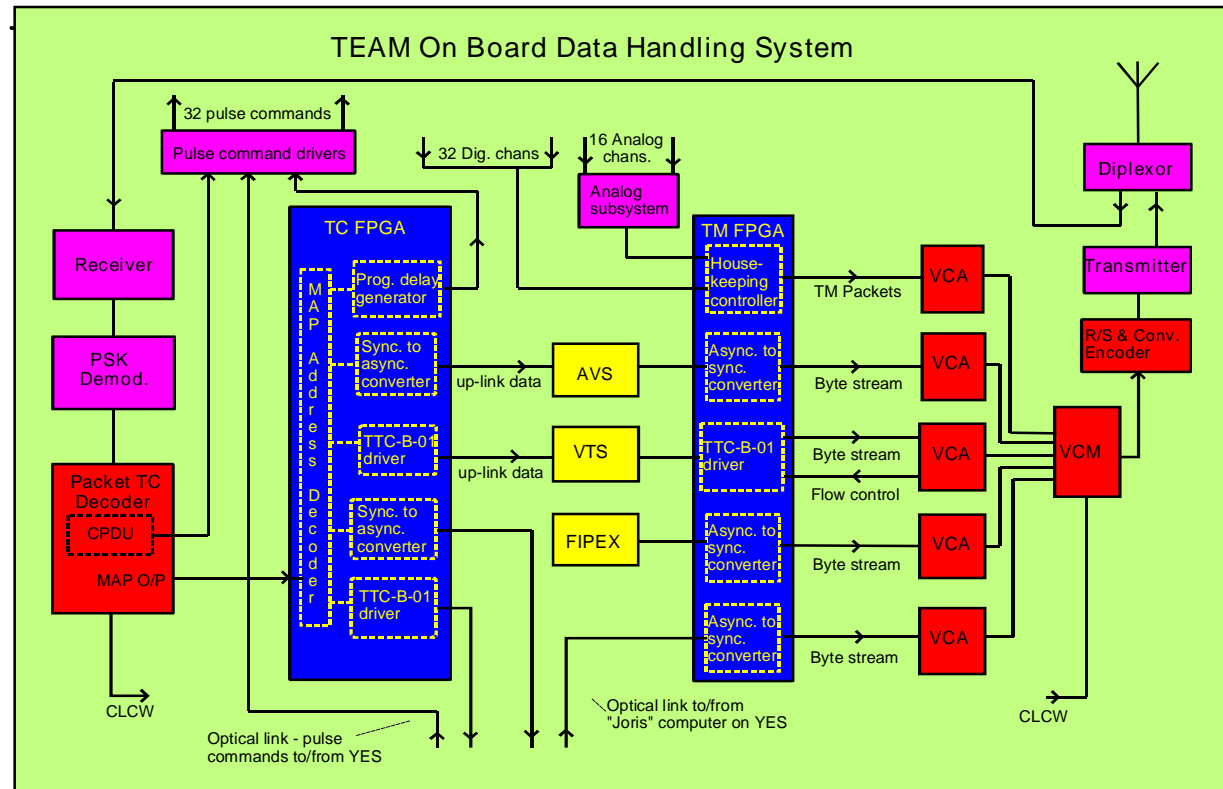 TEAM On Board Data Handling System
32 pulse commands
Pulse command drivers
32 Dig. chans
16 Analog
chans.
Analog
subsystem
Diplexor
Receiver
PSK
Demod.
Packet TC
Decoder
CPDU
MAP O/P
CLCW
TC FPGA
MAP Address Decoder
Prog. delay
generator
Sync. to
async.
converter
TTC-B-01
driver
Sync. to
async.
converter
TTC-B-01
driver
up-link data
up-link data
AVS
VTS
FIPEX
TM FPGA
House-
keeping
controller
Async. to
sync.
converter
TTC-B-01
driver
Async. to
sync.
converter
Async. to
sync.
converter
TM Packets
Byte stream
Byte stream
Flow control
Byte stream
Byte stream
VCA
VCA
VCA
VCA
VCA
Transmitter
R/S & Conv.
Encoder
VCM
CLCW
Optical link - pulse
commands to/from YES
Optical link to/from
"Joris" computer on YES